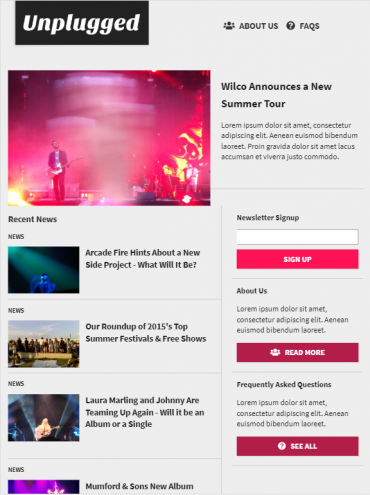 Unplugged
ABOUT US
FAQS
Wilco Announces a New
Summer Tour
Lorem ipsum dolor sit amet, consectetur
adipiscing elit. Aenean euismod bibendum
laoreet. Proin gravida dolor sit amet lacus
accumsan et viverra justo commodo.
Recent News
NEWS
Arcade Fire Hints About a New
Side Project - What Will It Be?
NEWS
Our Roundup of 2015's Top
Summer Festivals & Free Shows
NEWS
Laura Marling and Johnny Are
Teaming Up Again - Will it be an
Album or a Single
NEWS
Mumford & Sons New Album
Newsletter Signup
SIGN UP
About Us
Lorem ipsum dolor sit amet,
consectetur adipiscing elit. Aenean
euismod bibendum laoreet.
READ MORE
Frequently Asked Questions
Lorem ipsum dolor sit amet,
consectetur adipiscing elit. Aenean
euismod bibendum laoreet.
SEE ALL